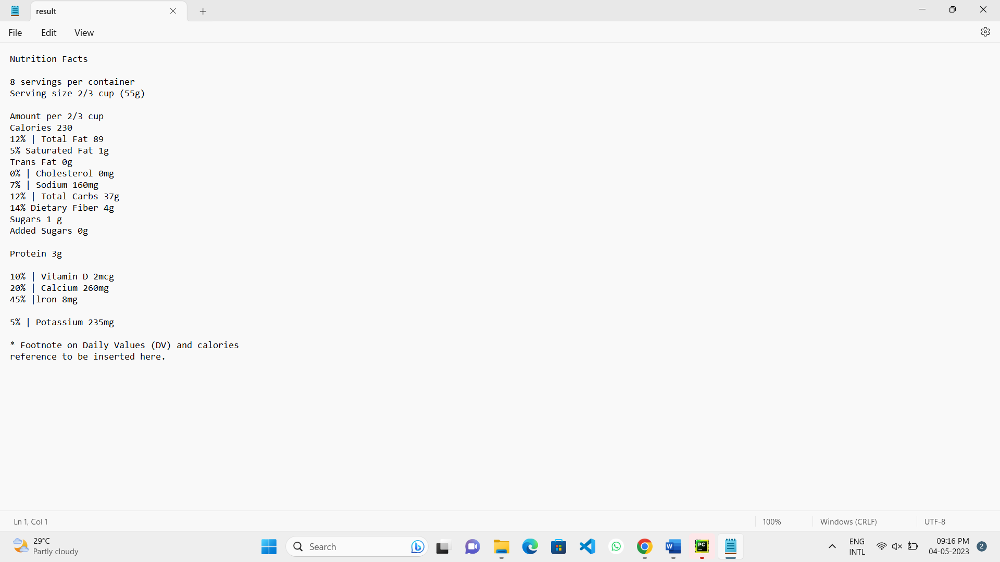 result
File Edit View
Nutrition Facts
8 servings per container
Serving size 2/3 cup (55g)
Amount per 2/3 cup
Calories 230
12% | Total Fat 89
5% Saturated Fat 1g
Trans Fat 0g
0% | Cholesterol 0mg
7% | Sodium 160mg
12% | Total Carbs 37g
14% Dietary Fiber 4g
Sugars 1 g
Added Sugars 0g
Protein 3g
10% | Vitamin D 2mcg
20% | Calcium 260mg
45% |lron 8mg
5% | Potassium 235mg
* Footnote on Daily Values (DV) and calories
reference to be inserted here.
Ln 1, Col 1 100% Windows (CRLF) UTF-8
29°C
Partly cloudy
Search
W
PC
ENG
INTL
09:16 PM
04-05-2023
2